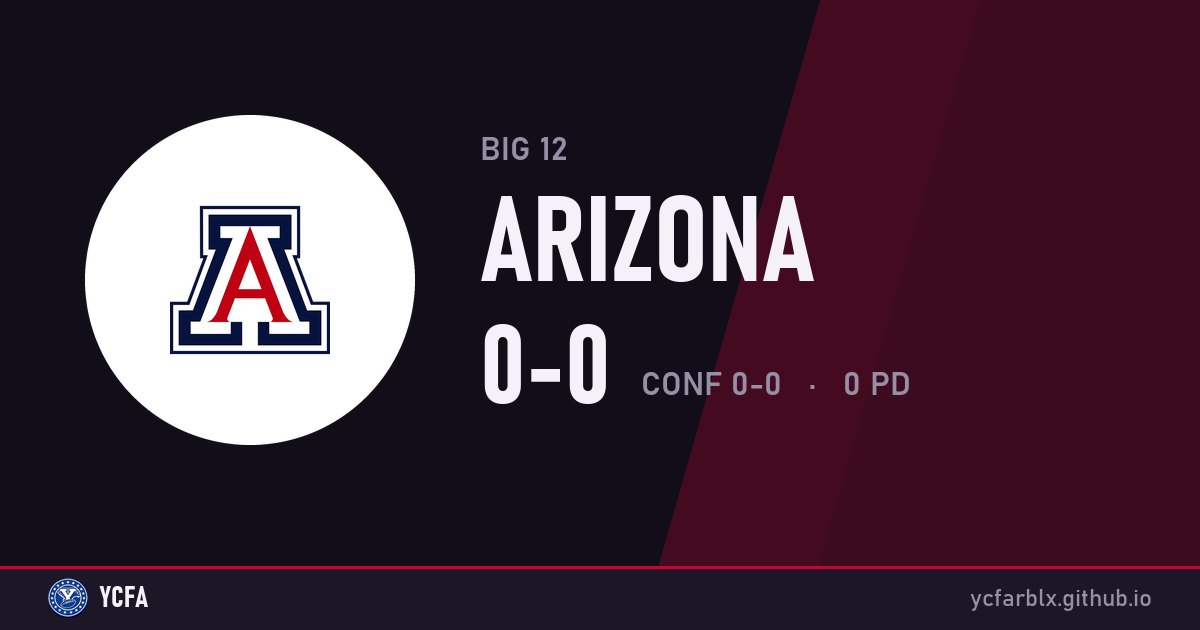 BIG 12
ARIZONA
0-0 CONF 0-0 · 0 PD
A
YCFA
ycfarblx.github.io